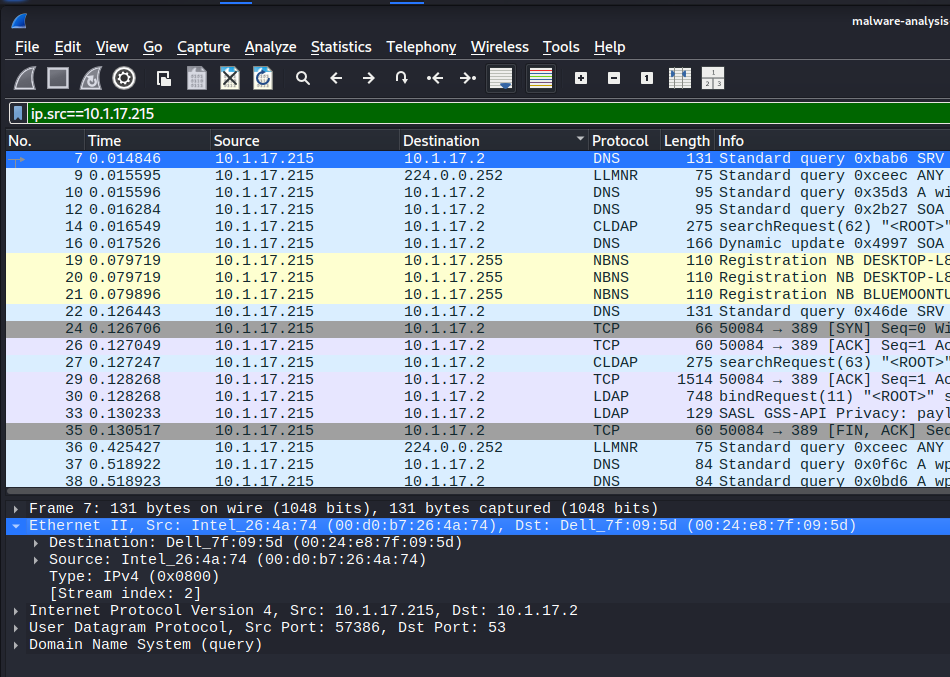 malware-analysis
File Edit View Go Capture Analyze Statistics Telephony Wireless Tools Help
ip.src==10.1.17.215
No. Time Source Destination Protocol Length Info
7 0.014846 10.1.17.215 10.1.17.2 DNS 131 Standard query 0xbab6 SRV
9 0.015595 10.1.17.215 224.0.0.252 LLMNR 75 Standard query 0xceec ANY
10 0.015596 10.1.17.215 10.1.17.2 DNS 95 Standard query 0x35d3 A wi
12 0.016284 10.1.17.215 10.1.17.2 DNS 95 Standard query 0x2b27 SOA
14 0.016549 10.1.17.215 10.1.17.2 CLDAP 275 searchRequest(62) "<ROOT>"
16 0.017526 10.1.17.215 10.1.17.2 DNS 166 Dynamic update 0x4997 SOA
19 0.079719 10.1.17.215 10.1.17.255 NBNS 110 Registration NB DESKTOP-L8
20 0.079719 10.1.17.215 10.1.17.255 NBNS 110 Registration NB DESKTOP-L8
21 0.079896 10.1.17.215 10.1.17.255 NBNS 110 Registration NB BLUEMOONTU
22 0.126443 10.1.17.215 10.1.17.2 DNS 131 Standard query 0x46de SRV
24 0.126706 10.1.17.215 10.1.17.2 TCP 66 50084 → 389 [SYN] Seq=0 Wi
26 0.127049 10.1.17.215 10.1.17.2 TCP 60 50084 → 389 [ACK] Seq=1 Ac
27 0.127247 10.1.17.215 10.1.17.2 CLDAP 275 searchRequest(63) "<ROOT>"
29 0.128268 10.1.17.215 10.1.17.2 TCP 1514 50084 → 389 [ACK] Seq=1 Ac
30 0.128268 10.1.17.215 10.1.17.2 LDAP 748 bindRequest(11) "<ROOT>" s
33 0.130233 10.1.17.215 10.1.17.2 LDAP 129 SASL GSS-API Privacy: payl
35 0.130517 10.1.17.215 10.1.17.2 TCP 60 50084 → 389 [FIN, ACK] Seq
36 0.425427 10.1.17.215 224.0.0.252 LLMNR 75 Standard query 0xceec ANY
37 0.518922 10.1.17.215 10.1.17.2 DNS 84 Standard query 0x0f6c A wp
38 0.518923 10.1.17.215 10.1.17.2 DNS 84 Standard query 0x0bd6 A wp
Frame 7: 131 bytes on wire (1048 bits), 131 bytes captured (1048 bits)
Ethernet II, Src: Intel_26:4a:74 (00:d0:b7:26:4a:74), Dst: Dell_7f:09:5d (00:24:e8:7f:09:5d)
Destination: Dell_7f:09:5d (00:24:e8:7f:09:5d)
Source: Intel_26:4a:74 (00:d0:b7:26:4a:74)
Type: IPv4 (0x0800)
[Stream index: 2]
Internet Protocol Version 4, Src: 10.1.17.215, Dst: 10.1.17.2
User Datagram Protocol, Src Port: 57386, Dst Port: 53
Domain Name System (query)